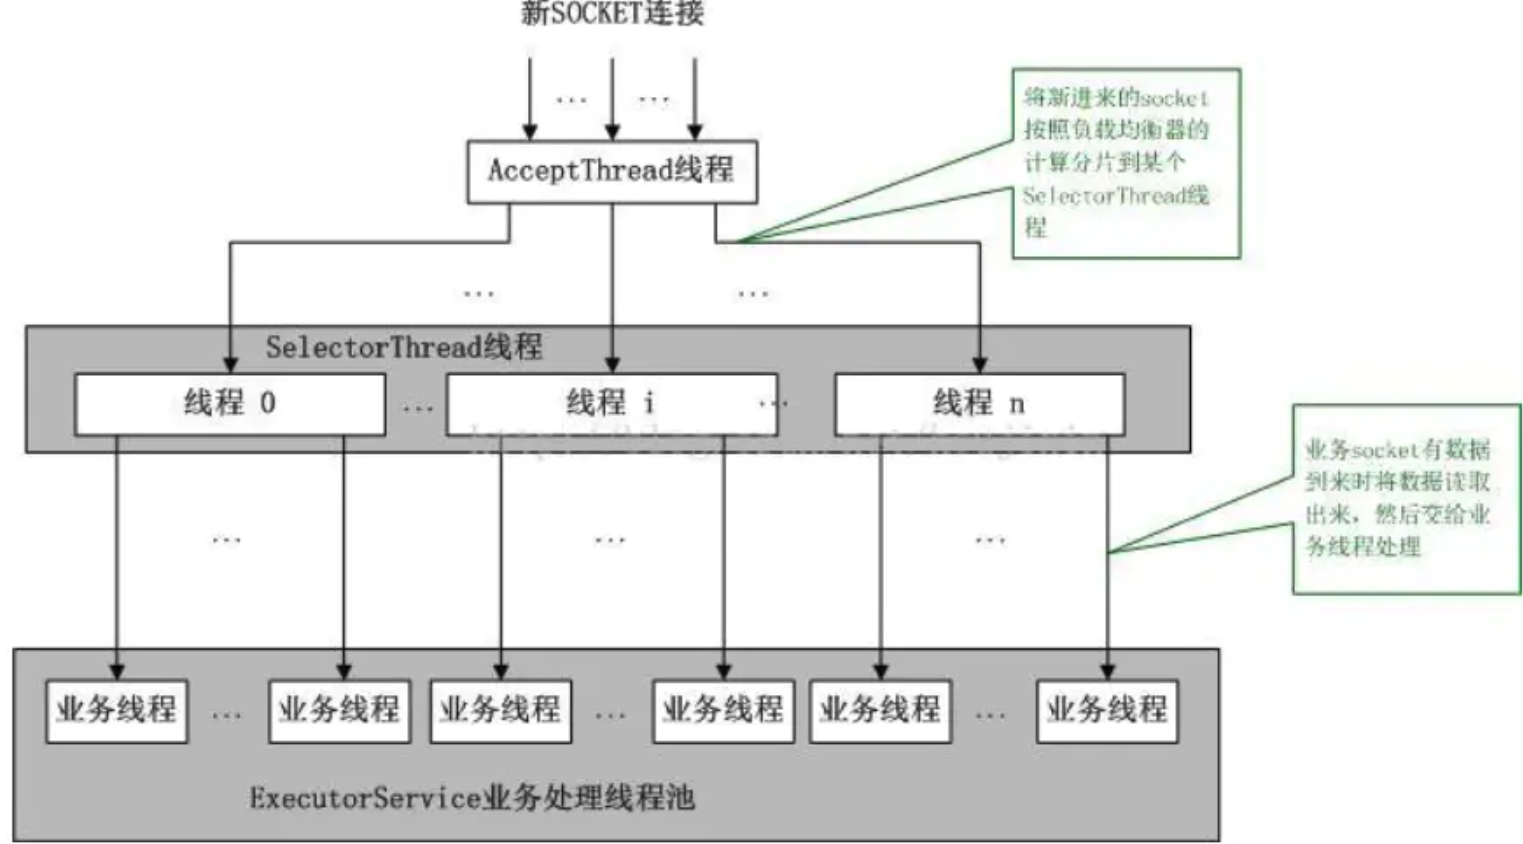 新SOCKET连接
... ...
AcceptThread线程
将新进来的socket
按照负载均衡器的
计算分片到某个
SelectorThread线
程
... ...
SelectorThread线程
线程 0 ... 线程 i ... 线程 n
业务socket有数据
到来时将数据读取
出来，然后交给业
务线程处理
... ... ...
业务线程 ... 业务线程 业务线程 ... 业务线程 业务线程 ... 业务线程
ExecutorService业务处理线程池